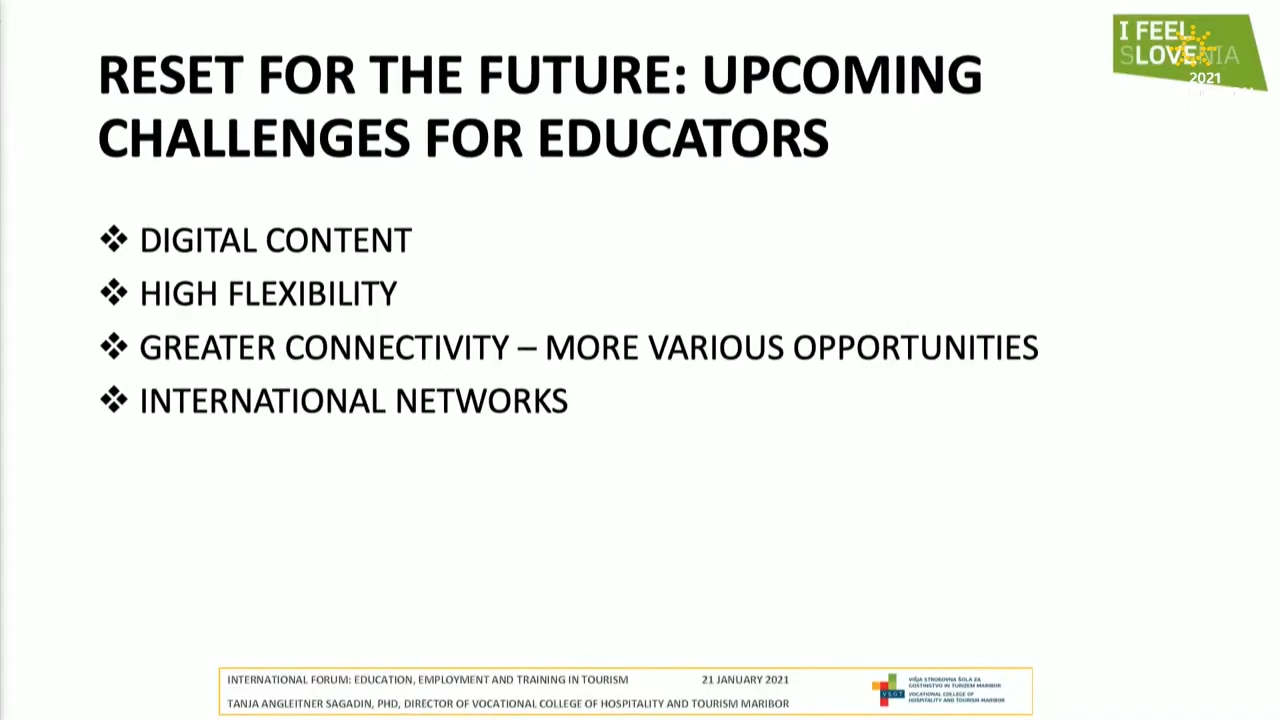 I FEEL
SLOVENIA
2021
RESET FOR THE FUTURE: UPCOMING
CHALLENGES FOR EDUCATORS
❖ DIGITAL CONTENT
❖ HIGH FLEXIBILITY
❖ GREATER CONNECTIVITY – MORE VARIOUS OPPORTUNITIES
❖ INTERNATIONAL NETWORKS
INTERNATIONAL FORUM: EDUCATION, EMPLOYMENT AND TRAINING IN TOURISM 21 JANUARY 2021
TANJA ANGLEITNER SAGADIN, PHD, DIRECTOR OF VOCATIONAL COLLEGE OF HOSPITALITY AND TOURISM MARIBOR
VSGT
VIŠJA STROKOVNA ŠOLA ZA
GOSTINSTVO IN TURIZEM MARIBOR
VOCATIONAL COLLEGE OF
HOSPITALITY AND TOURISM MARIBOR